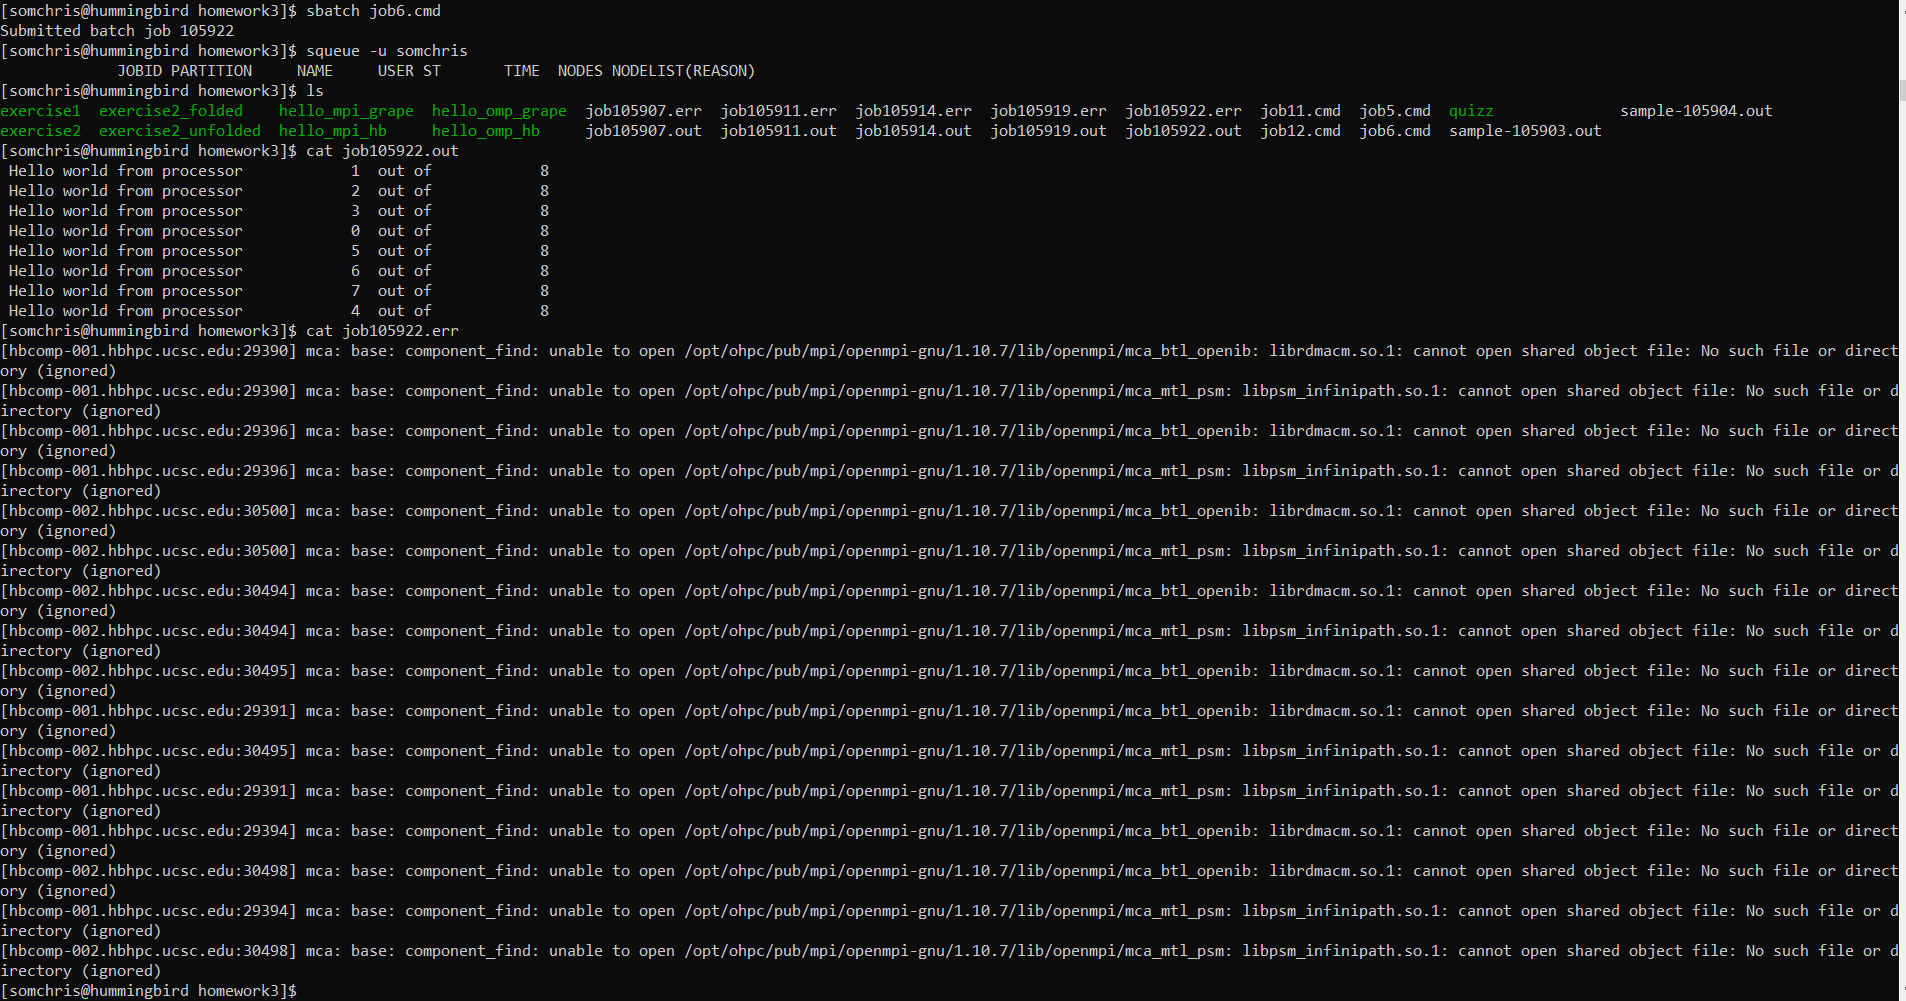 [somchris@hummingbird homework3]$ sbatch job6.cmd
Submitted batch job 105922
[somchris@hummingbird homework3]$ squeue -u somchris
             JOBID PARTITION     NAME     USER ST       TIME  NODES NODELIST(REASON)
[somchris@hummingbird homework3]$ ls
exercise1  exercise2_folded    hello_mpi_grape  hello_omp_grape  job105907.err  job105911.err  job105914.err  job105919.err  job105922.err  job11.cmd  job5.cmd  quizz              sample-105904.out
exercise2  exercise2_unfolded  hello_mpi_hb     hello_omp_hb     job105907.out  job105911.out  job105914.out  job105919.out  job105922.out  job12.cmd  job6.cmd  sample-105903.out
[somchris@hummingbird homework3]$ cat job105922.out
 Hello world from processor            1  out of            8
 Hello world from processor            2  out of            8
 Hello world from processor            3  out of            8
 Hello world from processor            0  out of            8
 Hello world from processor            5  out of            8
 Hello world from processor            6  out of            8
 Hello world from processor            7  out of            8
 Hello world from processor            4  out of            8
[somchris@hummingbird homework3]$ cat job105922.err
[hbcomp-001.hbhpc.ucsc.edu:29390] mca: base: component_find: unable to open /opt/ohpc/pub/mpi/openmpi-gnu/1.10.7/lib/openmpi/mca_btl_openib: librdmacm.so.1: cannot open shared object file: No such file or direct
ory (ignored)
[hbcomp-001.hbhpc.ucsc.edu:29390] mca: base: component_find: unable to open /opt/ohpc/pub/mpi/openmpi-gnu/1.10.7/lib/openmpi/mca_mtl_psm: libpsm_infinipath.so.1: cannot open shared object file: No such file or d
irectory (ignored)
[hbcomp-001.hbhpc.ucsc.edu:29396] mca: base: component_find: unable to open /opt/ohpc/pub/mpi/openmpi-gnu/1.10.7/lib/openmpi/mca_btl_openib: librdmacm.so.1: cannot open shared object file: No such file or direct
ory (ignored)
[hbcomp-001.hbhpc.ucsc.edu:29396] mca: base: component_find: unable to open /opt/ohpc/pub/mpi/openmpi-gnu/1.10.7/lib/openmpi/mca_mtl_psm: libpsm_infinipath.so.1: cannot open shared object file: No such file or d
irectory (ignored)
[hbcomp-002.hbhpc.ucsc.edu:30500] mca: base: component_find: unable to open /opt/ohpc/pub/mpi/openmpi-gnu/1.10.7/lib/openmpi/mca_btl_openib: librdmacm.so.1: cannot open shared object file: No such file or direct
ory (ignored)
[hbcomp-002.hbhpc.ucsc.edu:30500] mca: base: component_find: unable to open /opt/ohpc/pub/mpi/openmpi-gnu/1.10.7/lib/openmpi/mca_mtl_psm: libpsm_infinipath.so.1: cannot open shared object file: No such file or d
irectory (ignored)
[hbcomp-002.hbhpc.ucsc.edu:30494] mca: base: component_find: unable to open /opt/ohpc/pub/mpi/openmpi-gnu/1.10.7/lib/openmpi/mca_btl_openib: librdmacm.so.1: cannot open shared object file: No such file or direct
ory (ignored)
[hbcomp-002.hbhpc.ucsc.edu:30494] mca: base: component_find: unable to open /opt/ohpc/pub/mpi/openmpi-gnu/1.10.7/lib/openmpi/mca_mtl_psm: libpsm_infinipath.so.1: cannot open shared object file: No such file or d
irectory (ignored)
[hbcomp-002.hbhpc.ucsc.edu:30495] mca: base: component_find: unable to open /opt/ohpc/pub/mpi/openmpi-gnu/1.10.7/lib/openmpi/mca_btl_openib: librdmacm.so.1: cannot open shared object file: No such file or direct
ory (ignored)
[hbcomp-001.hbhpc.ucsc.edu:29391] mca: base: component_find: unable to open /opt/ohpc/pub/mpi/openmpi-gnu/1.10.7/lib/openmpi/mca_btl_openib: librdmacm.so.1: cannot open shared object file: No such file or direct
ory (ignored)
[hbcomp-002.hbhpc.ucsc.edu:30495] mca: base: component_find: unable to open /opt/ohpc/pub/mpi/openmpi-gnu/1.10.7/lib/openmpi/mca_mtl_psm: libpsm_infinipath.so.1: cannot open shared object file: No such file or d
irectory (ignored)
[hbcomp-001.hbhpc.ucsc.edu:29391] mca: base: component_find: unable to open /opt/ohpc/pub/mpi/openmpi-gnu/1.10.7/lib/openmpi/mca_mtl_psm: libpsm_infinipath.so.1: cannot open shared object file: No such file or d
irectory (ignored)
[hbcomp-001.hbhpc.ucsc.edu:29394] mca: base: component_find: unable to open /opt/ohpc/pub/mpi/openmpi-gnu/1.10.7/lib/openmpi/mca_btl_openib: librdmacm.so.1: cannot open shared object file: No such file or direct
ory (ignored)
[hbcomp-002.hbhpc.ucsc.edu:30498] mca: base: component_find: unable to open /opt/ohpc/pub/mpi/openmpi-gnu/1.10.7/lib/openmpi/mca_btl_openib: librdmacm.so.1: cannot open shared object file: No such file or direct
ory (ignored)
[hbcomp-001.hbhpc.ucsc.edu:29394] mca: base: component_find: unable to open /opt/ohpc/pub/mpi/openmpi-gnu/1.10.7/lib/openmpi/mca_mtl_psm: libpsm_infinipath.so.1: cannot open shared object file: No such file or d
irectory (ignored)
[hbcomp-002.hbhpc.ucsc.edu:30498] mca: base: component_find: unable to open /opt/ohpc/pub/mpi/openmpi-gnu/1.10.7/lib/openmpi/mca_mtl_psm: libpsm_infinipath.so.1: cannot open shared object file: No such file or d
irectory (ignored)
[somchris@hummingbird homework3]$